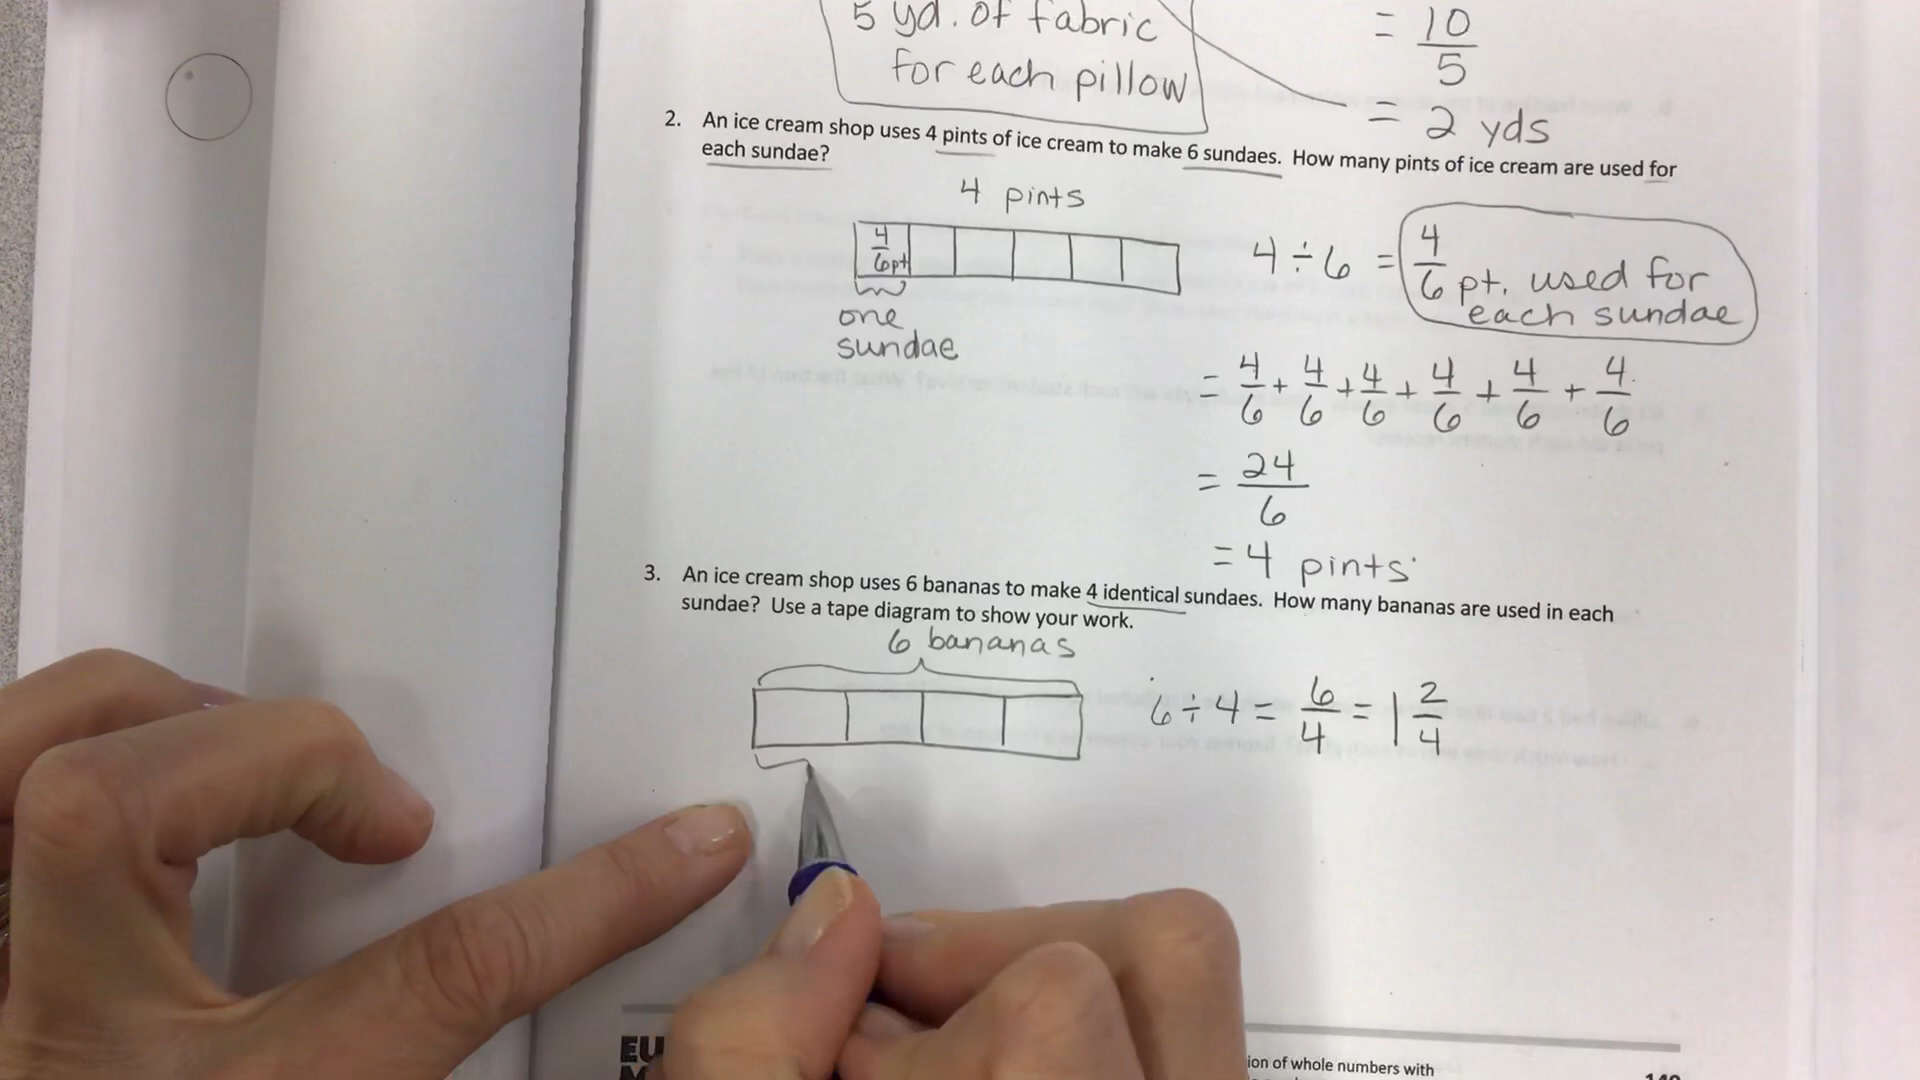 5 yd. of fabric
for each pillow
= 10/5
= 2 yds
2. An ice cream shop uses 4 pints of ice cream to make 6 sundaes. How many pints of ice cream are used for
each sundae?
4 pints
4/6 pt
one
sundae
4 ÷ 6 = 4/6 pt. used for
each sundae
= 4/6 + 4/6 + 4/6 + 4/6 + 4/6 + 4/6
= 24/6
= 4 pints
3. An ice cream shop uses 6 bananas to make 4 identical sundaes. How many bananas are used in each
sundae? Use a tape diagram to show your work.
6 bananas
6 ÷ 4 = 6/4 = 1 2/4
EU
ion of whole numbers with